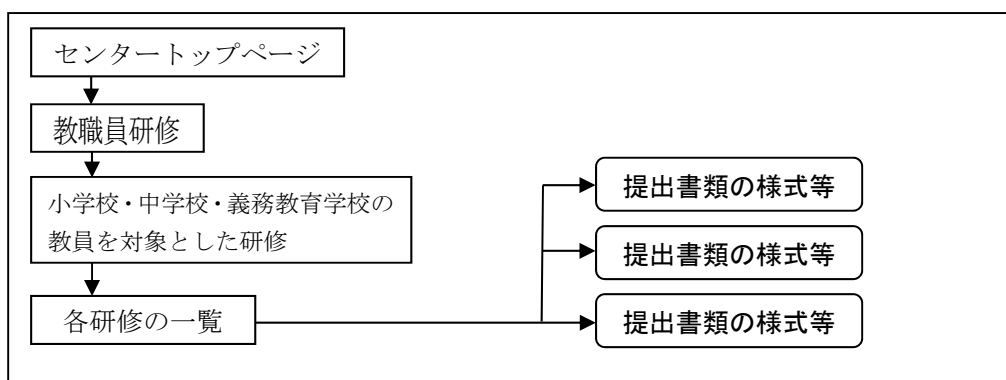 センタートップページ
教職員研修
小学校・中学校・義務教育学校の
教員を対象とした研修
各研修の一覧
提出書類の様式等
提出書類の様式等
提出書類の様式等